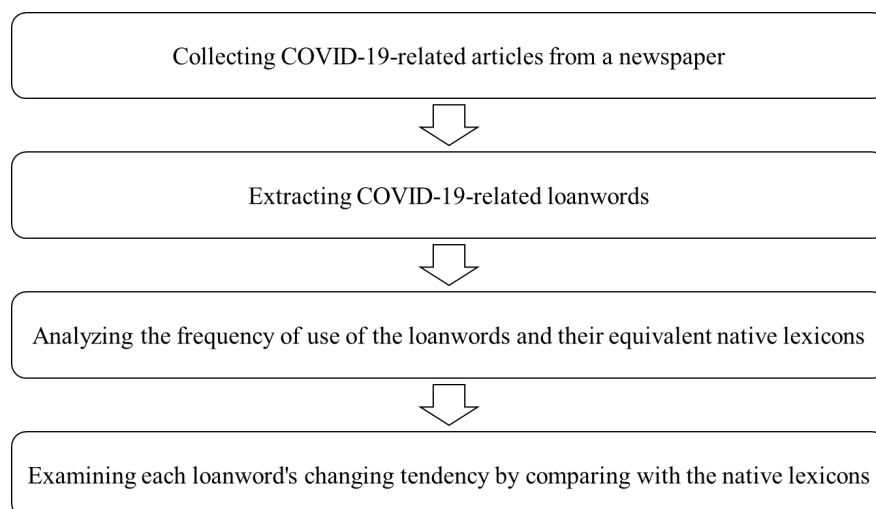 Collecting COVID-19-related articles from a newspaper
Extracting COVID-19-related loanwords
Analyzing the frequency of use of the loanwords and their equivalent native lexicons
Examining each loanword's changing tendency by comparing with the native lexicons